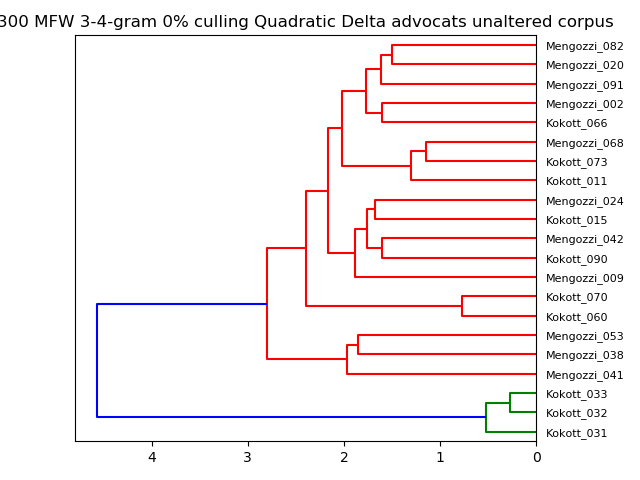 300 MFW 3-4-gram 0% culling Quadratic Delta advocats unaltered corpus
Mengozzi_082
Mengozzi_020
Mengozzi_091
Mengozzi_002
Kokott_066
Mengozzi_068
Kokott_073
Kokott_011
Mengozzi_024
Kokott_015
Mengozzi_042
Kokott_090
Mengozzi_009
Kokott_070
Kokott_060
Mengozzi_053
Mengozzi_038
Mengozzi_041
Kokott_033
Kokott_032
Kokott_031
4 3 2 1 0